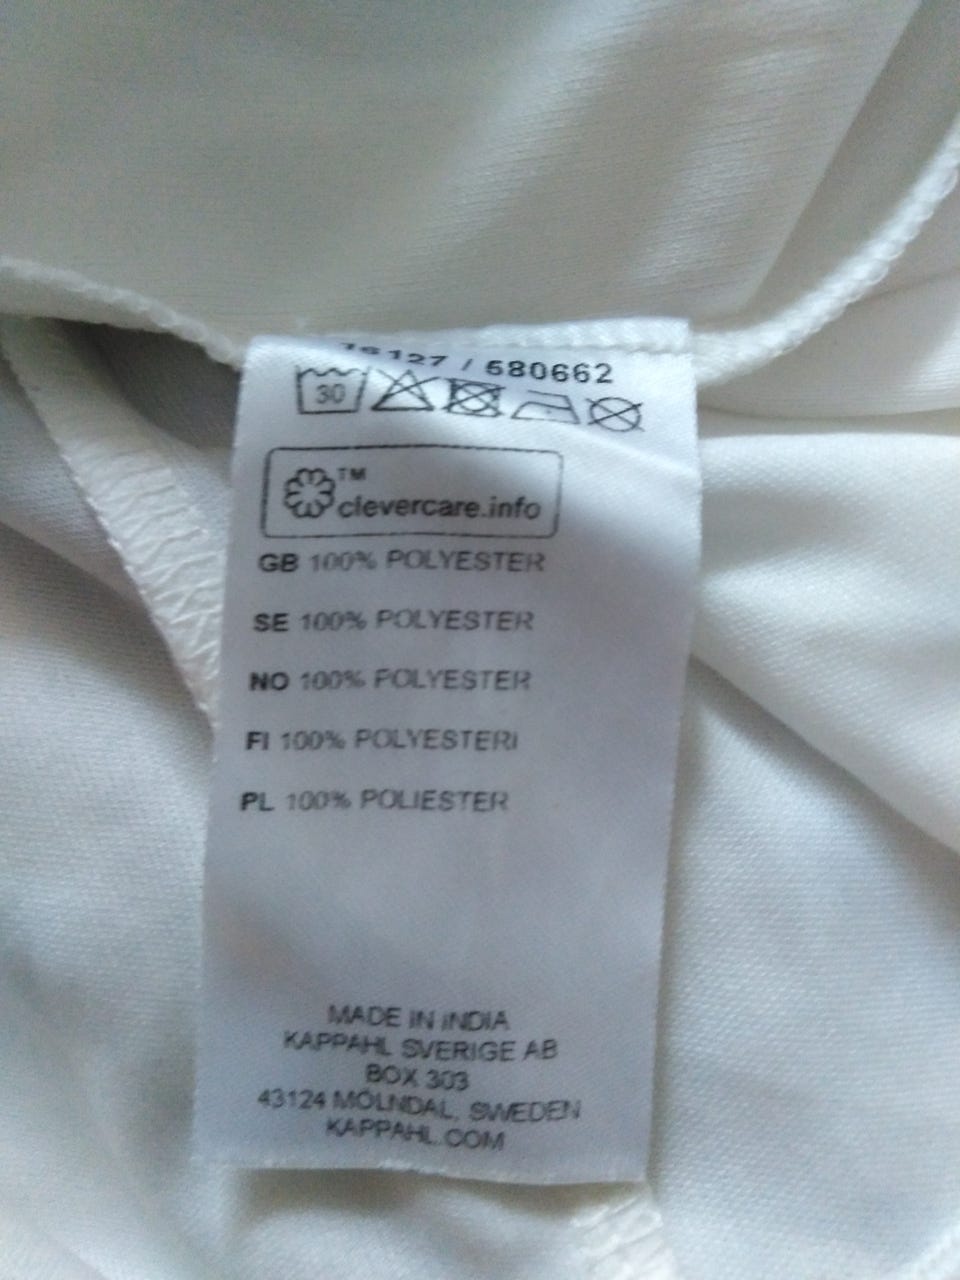 127 / 680662
30
TM
clevercare.info
GB 100% POLYESTER
SE 100% POLYESTER
NO 100% POLYESTER
FI 100% POLYESTERI
PL 100% POLIESTER
MADE IN INDIA
KAPPAHL SVERIGE AB
BOX 303
43124 MÖLNDAL, SWEDEN
KAPPAHL.COM